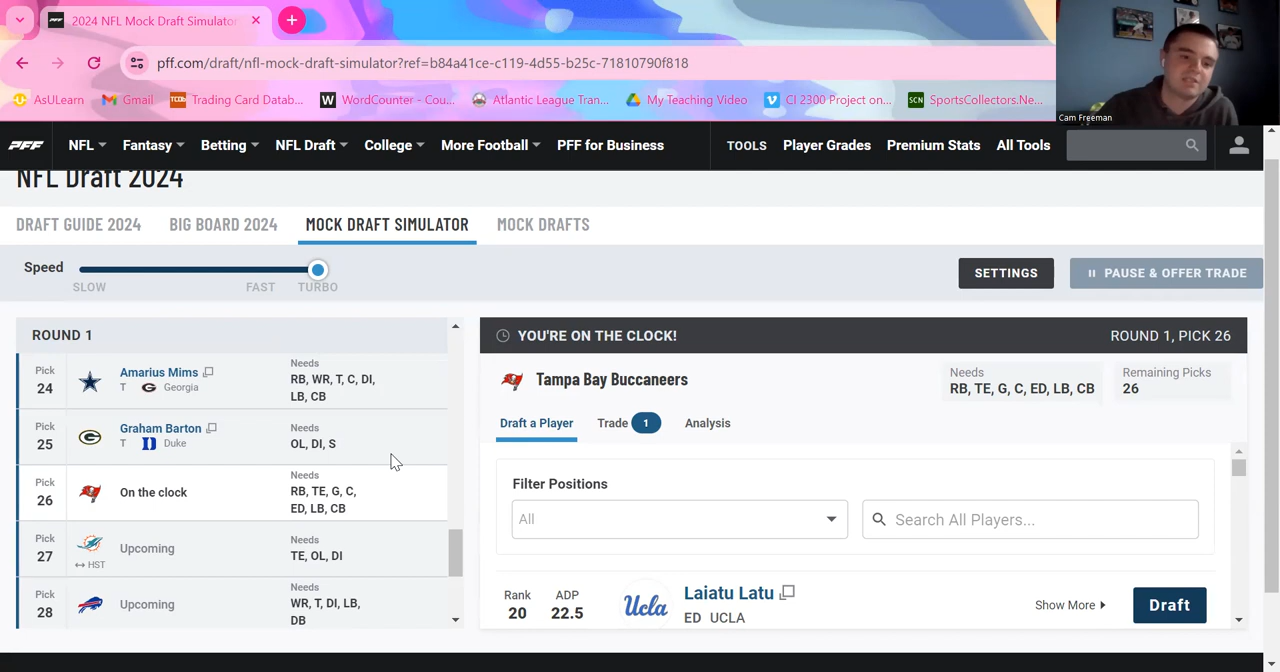 2024 NFL Mock Draft Simulator
pff.com/draft/nfl-mock-draft-simulator?ref=b84a41ce-c119-4d55-b25c-71810790f818
AsULearn
Gmail
Trading Card Datab...
WordCounter - Cou...
Atlantic League Tran...
My Teaching Video
CI 2300 Project on...
SportsCollectors.Ne...
Cam Freeman
PFF
NFL
Fantasy
Betting
NFL Draft
College
More Football
PFF for Business
TOOLS
Player Grades
Premium Stats
All Tools
NFL Draft 2024
DRAFT GUIDE 2024
BIG BOARD 2024
MOCK DRAFT SIMULATOR
MOCK DRAFTS
Speed
SLOW
FAST
TURBO
SETTINGS
PAUSE & OFFER TRADE
ROUND 1
Pick
24
Amarius Mims
T G Georgia
Needs
RB, WR, T, C, DI,
LB, CB
Pick
25
Graham Barton
T D Duke
Needs
OL, DI, S
Pick
26
On the clock
Needs
RB, TE, G, C,
ED, LB, CB
Pick
27
↔ HST
Upcoming
Needs
TE, OL, DI
Pick
28
Upcoming
Needs
WR, T, DI, LB,
DB
YOU'RE ON THE CLOCK!
ROUND 1, PICK 26
Tampa Bay Buccaneers
Needs
RB, TE, G, C, ED, LB, CB
Remaining Picks
26
Draft a Player
Trade 1
Analysis
Filter Positions
All
Search All Players...
Rank
20
ADP
22.5
Ucla
Laiatu Latu
ED UCLA
Show More
Draft